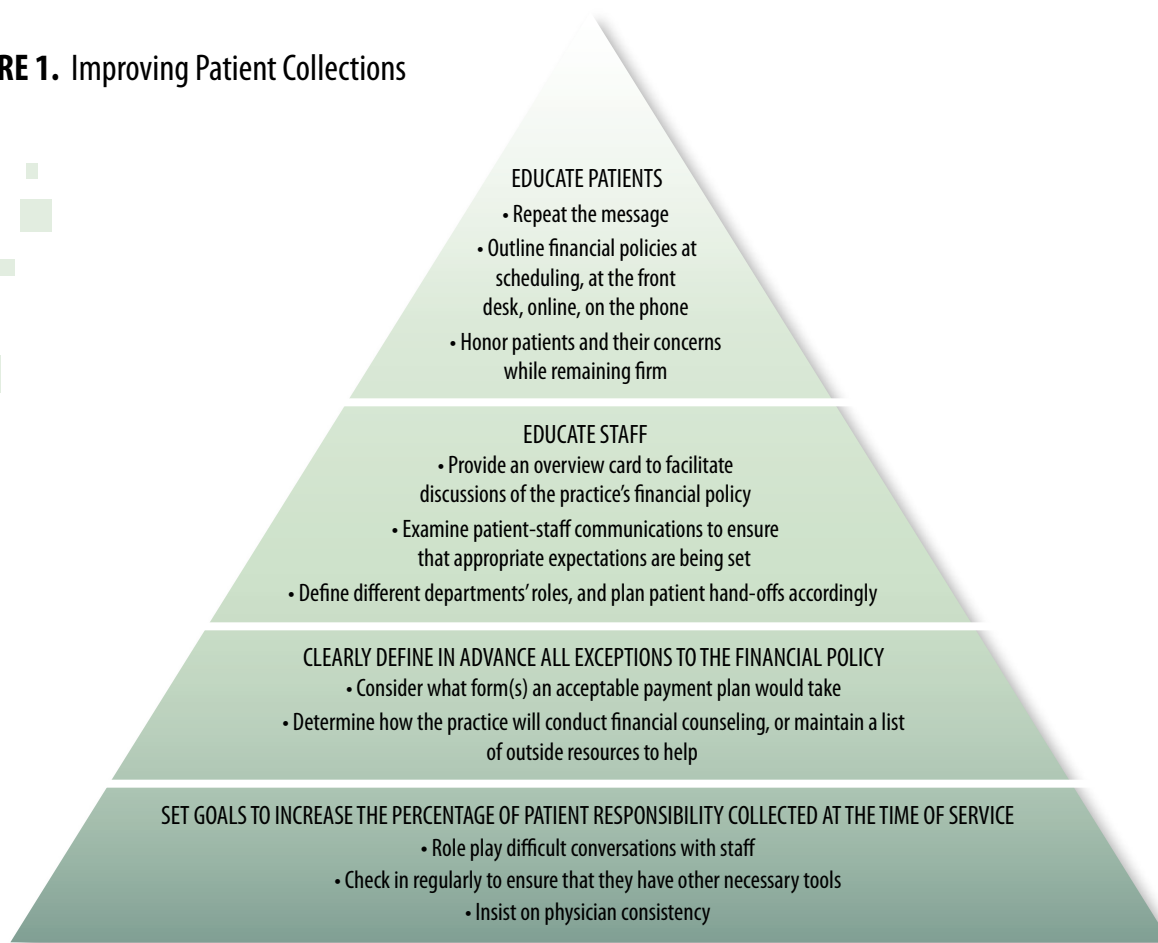 RE 1. Improving Patient Collections
EDUCATE PATIENTS
• Repeat the message
• Outline financial policies at
scheduling, at the front
desk, online, on the phone
• Honor patients and their concerns
while remaining firm
EDUCATE STAFF
• Provide an overview card to facilitate
discussions of the practice's financial policy
• Examine patient-staff communications to ensure
that appropriate expectations are being set
• Define different departments' roles, and plan patient hand-offs accordingly
CLEARLY DEFINE IN ADVANCE ALL EXCEPTIONS TO THE FINANCIAL POLICY
• Consider what form(s) an acceptable payment plan would take
• Determine how the practice will conduct financial counseling, or maintain a list
of outside resources to help
SET GOALS TO INCREASE THE PERCENTAGE OF PATIENT RESPONSIBILITY COLLECTED AT THE TIME OF SERVICE
• Role play difficult conversations with staff
• Check in regularly to ensure that they have other necessary tools
• Insist on physician consistency